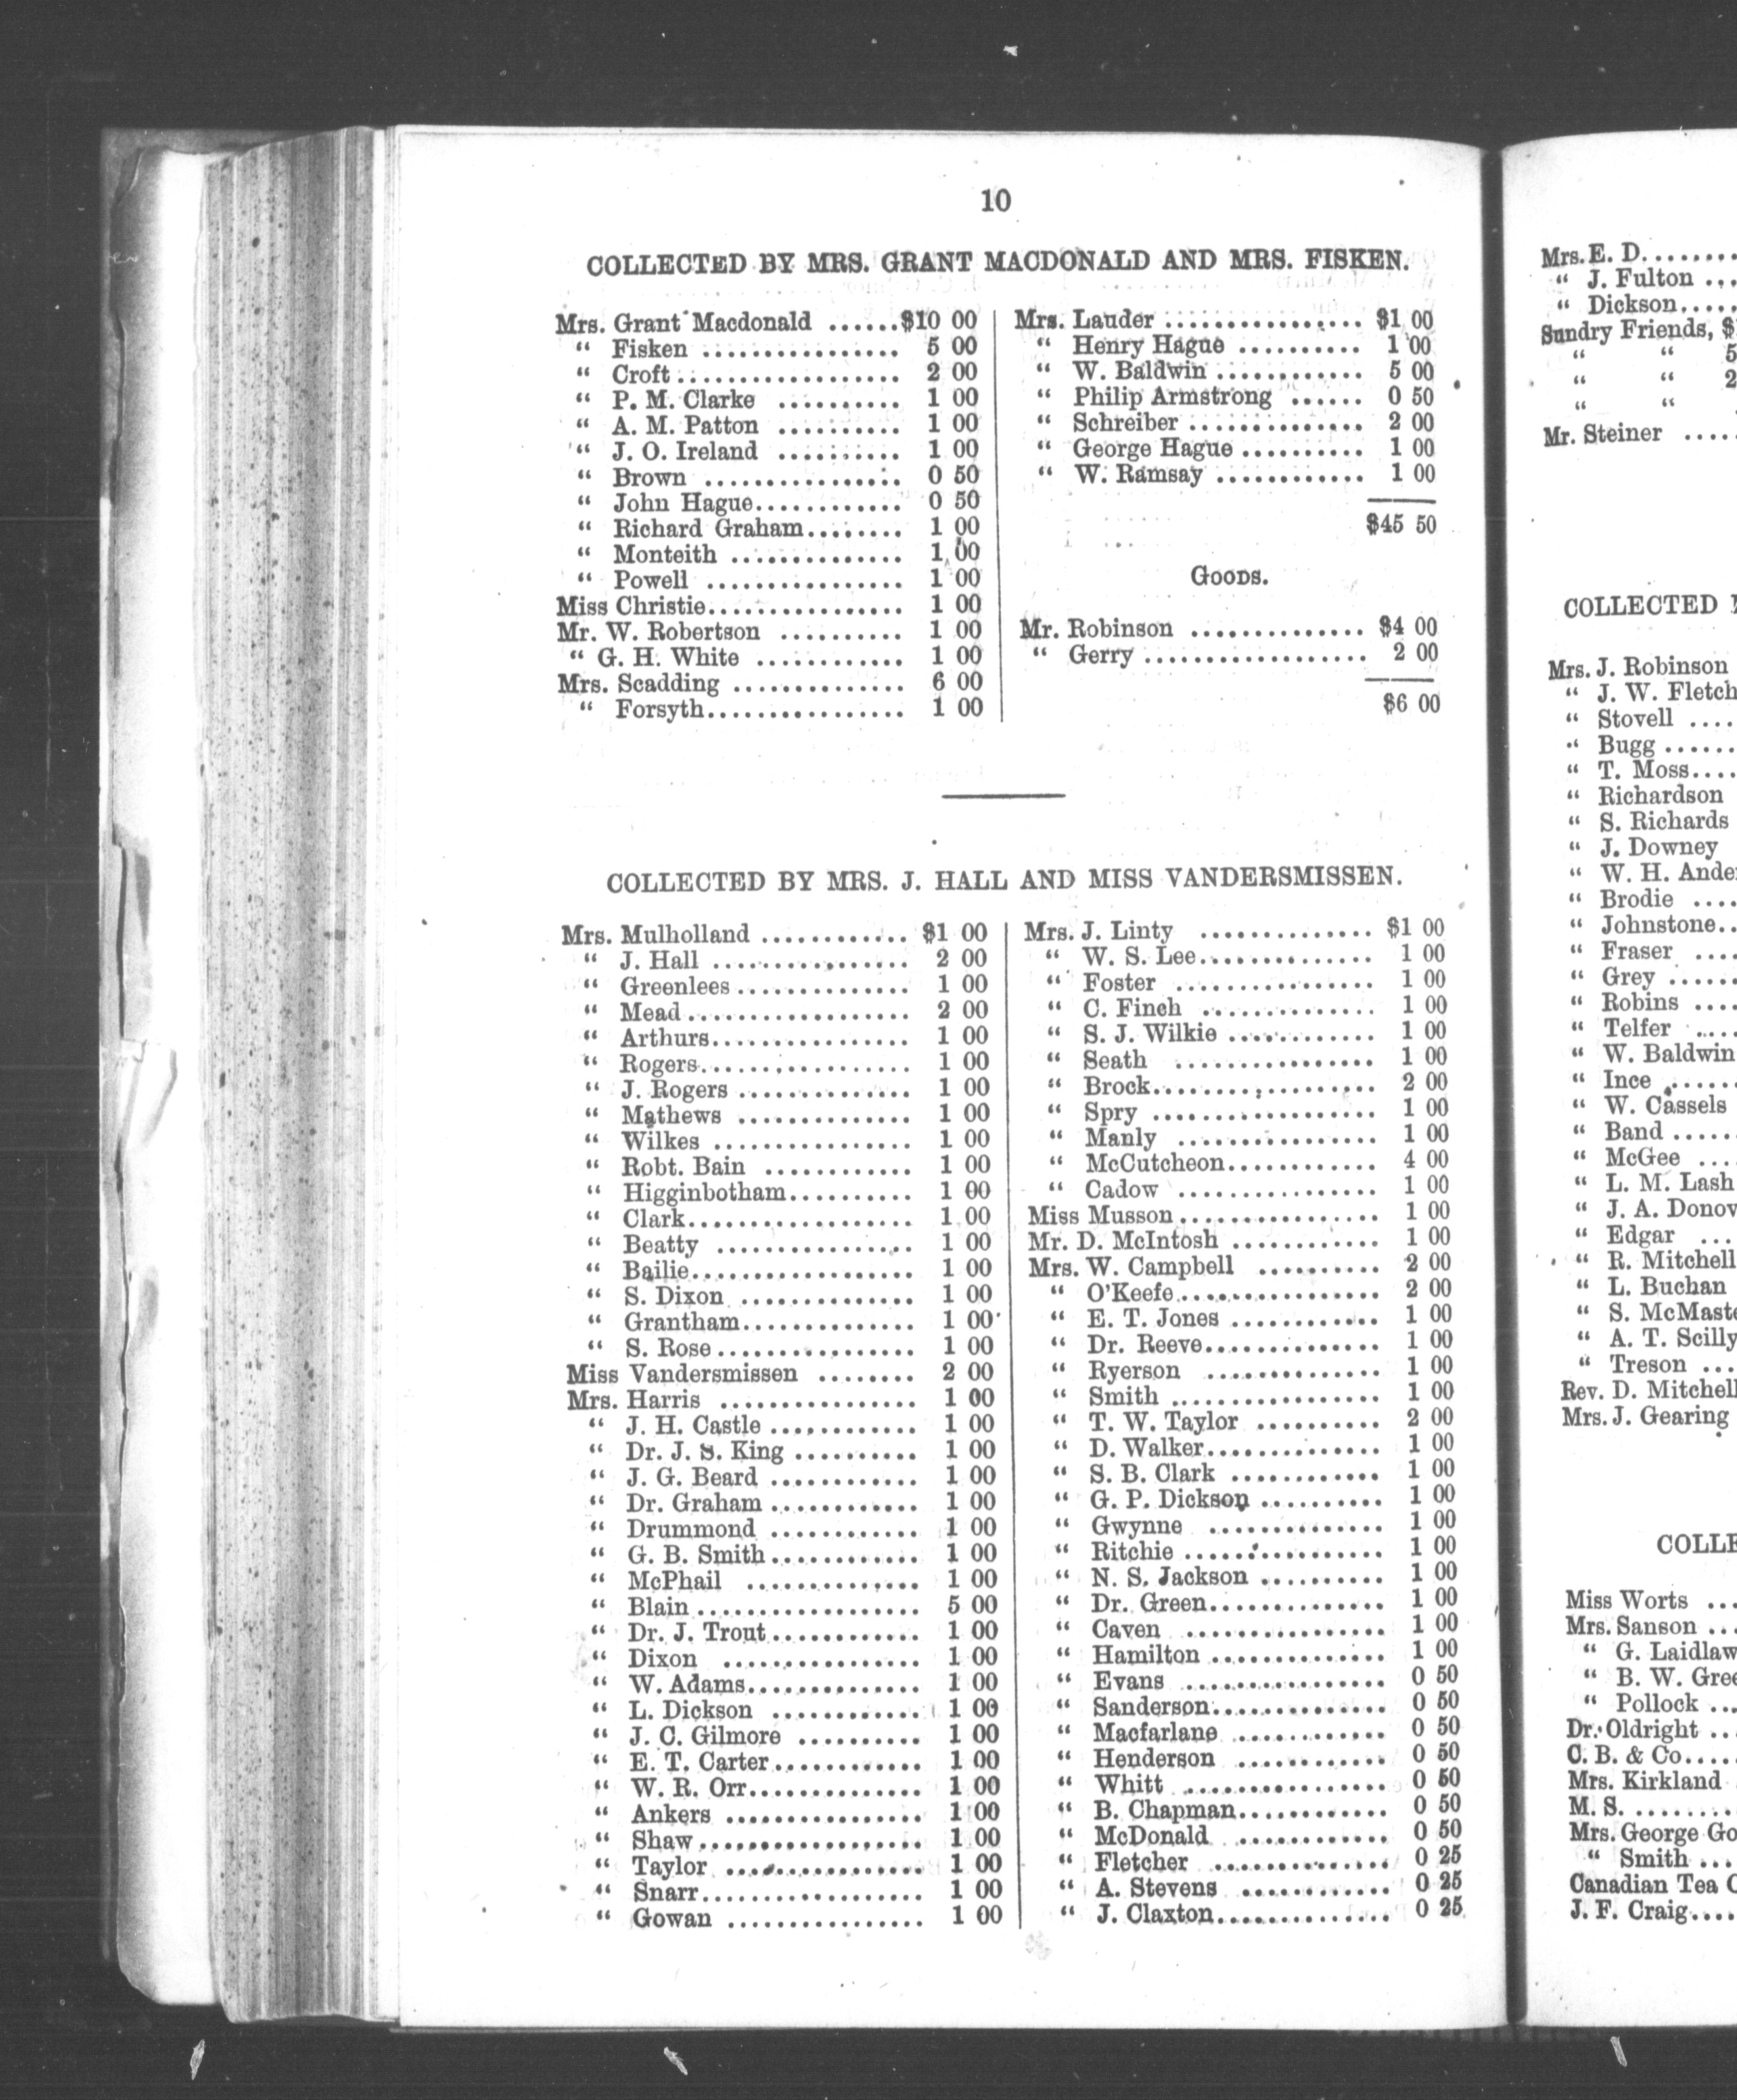 10
COLLECTED BY MRS. GRANT MACDONALD AND MRS. FISKEN.
Mrs. Grant Macdonald ......$10 00
“ Fisken ................. 5 00
“ Croft ................... 2 00
“ P. M. Clarke .......... 1 00
“ A. M. Patton .......... 1 00
“ J. O. Ireland .......... 1 00
“ Brown ................. 0 50
“ John Hague............ 0 50
“ Richard Graham........ 1 00
“ Monteith ............... 1 00
“ Powell ................. 1 00
Miss Christie................. 1 00
Mr. W. Robertson .......... 1 00
“ G. H. White ............ 1 00
Mrs. Scadding .............. 6 00
“ Forsyth................. 1 00
Mrs. Lauder ................. $1 00
“ Henry Hague .......... 1 00
“ W. Baldwin ............ 5 00
“ Philip Armstrong ...... 0 50
“ Schreiber .............. 2 00
“ George Hague .......... 1 00
“ W. Ramsay ............ 1 00
$45 50
GOODS.
Mr. Robinson .............. $4 00
“ Gerry ................... 2 00
$6 00
COLLECTED BY MRS. J. HALL AND MISS VANDERSMISSEN.
Mrs. Mulholland ............ $1 00
“ J. Hall ................. 2 00
“ Greenlees .............. 1 00
“ Mead ................... 2 00
“ Arthurs................. 1 00
“ Rogers.................. 1 00
“ J. Rogers .............. 1 00
“ Mathews .............. 1 00
“ Wilkes ................. 1 00
“ Robt. Bain ............ 1 00
“ Higginbotham.......... 1 00
“ Clark................... 1 00
“ Beatty ................. 1 00
“ Bailie................... 1 00
“ S. Dixon .............. 1 00
“ Grantham.............. 1 00
“ S. Rose ................. 1 00
Miss Vandersmissen ........ 2 00
Mrs. Harris ................. 1 00
“ J. H. Castle ............ 1 00
“ Dr. J. S. King .......... 1 00
“ J. G. Beard ............ 1 00
“ Dr. Graham ............ 1 00
“ Drummond ............ 1 00
“ G. B. Smith............ 1 00
“ McPhail .............. 1 00
“ Blain ................... 5 00
“ Dr. J. Trout............ 1 00
“ Dixon ................. 1 00
“ W. Adams.............. 1 00
“ L. Dickson ............ 1 00
“ J. C. Gilmore .......... 1 00
“ E. T. Carter............ 1 00
“ W. R. Orr.............. 1 00
“ Ankers ................. 1 00
“ Shaw ................... 1 00
“ Taylor ................. 1 00
“ Snarr................... 1 00
“ Gowan ................. 1 00
Mrs. J. Linty .............. $1 00
“ W. S. Lee.............. 1 00
“ Foster ................. 1 00
“ C. Finch .............. 1 00
“ S. J. Wilkie ............ 1 00
“ Seath ................. 1 00
“ Brock................... 2 00
“ Spry ................... 1 00
“ Manly ................. 1 00
“ McCutcheon............ 4 00
“ Cadow ................. 1 00
Miss Musson................. 1 00
Mr. D. McIntosh ............ 1 00
Mrs. W. Campbell .......... 2 00
“ O'Keefe................. 2 00
“ E. T. Jones ............ 1 00
“ Dr. Reeve.............. 1 00
“ Ryerson .............. 1 00
“ Smith ................. 1 00
“ T. W. Taylor .......... 2 00
“ D. Walker.............. 1 00
“ S. B. Clark ............ 1 00
“ G. P. Dickson .......... 1 00
“ Gwynne .............. 1 00
“ Ritchie ................. 1 00
“ N. S. Jackson .......... 1 00
“ Dr. Green.............. 1 00
“ Caven ................. 1 00
“ Hamilton .............. 1 00
“ Evans ................. 0 50
“ Sanderson.............. 0 50
“ Macfarlane ............ 0 50
“ Henderson ............ 0 50
“ Whitt ................. 0 50
“ B. Chapman............ 0 50
“ McDonald ............ 0 50
“ Fletcher .............. 0 25
“ A. Stevens ............ 0 25
“ J. Claxton.............. 0 25
Mrs. E. D. ........
“ J. Fulton ...
“ Dickson.....
Sundry Friends, $
“ “ 5
“ “ 2
“ “
Mr. Steiner ....
COLLECTED
Mrs. J. Robinson
“ J. W. Fletch
“ Stovell ....
“ Bugg ......
“ T. Moss....
“ Richardson
“ S. Richards
“ J. Downey
“ W. H. Ander
“ Brodie ....
“ Johnstone..
“ Fraser ....
“ Grey ......
“ Robins ....
“ Telfer ....
“ W. Baldwin
“ Ince ......
“ W. Cassels
“ Band .....
“ McGee ....
“ L. M. Lash
“ J. A. Donov
“ Edgar ...
“ R. Mitchell
“ L. Buchan
“ S. McMaste
“ A. T. Scilly
“ Treson ...
Rev. D. Mitchell
Mrs. J. Gearing
COLLE
Miss Worts ...
Mrs. Sanson ...
“ G. Laidlaw
“ B. W. Gree
“ Pollock ...
Dr. Oldright ...
C. B. & Co.....
Mrs. Kirkland
M. S. .........
Mrs. George Go
“ Smith ...
Canadian Tea C
J. F. Craig....